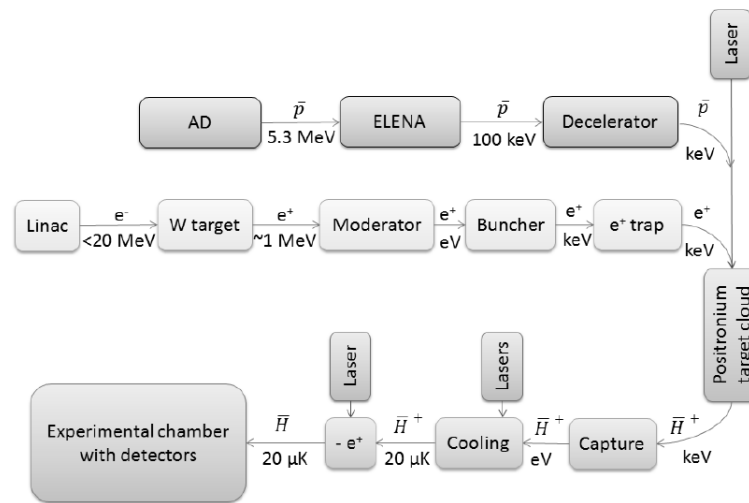 Laser
AD
p̄
5.3 MeV
ELENA
p̄
100 keV
Decelerator
p̄
keV
Linac
e⁻
<20 MeV
W target
e⁺
~1 MeV
Moderator
e⁺
eV
Buncher
e⁺
keV
e⁺ trap
e⁺
keV
Positronium
target cloud
H̄⁺
keV
Capture
H̄⁺
eV
Lasers
Cooling
H̄⁺
20 μK
Laser
- e⁺
H̄
20 μK
Experimental chamber
with detectors